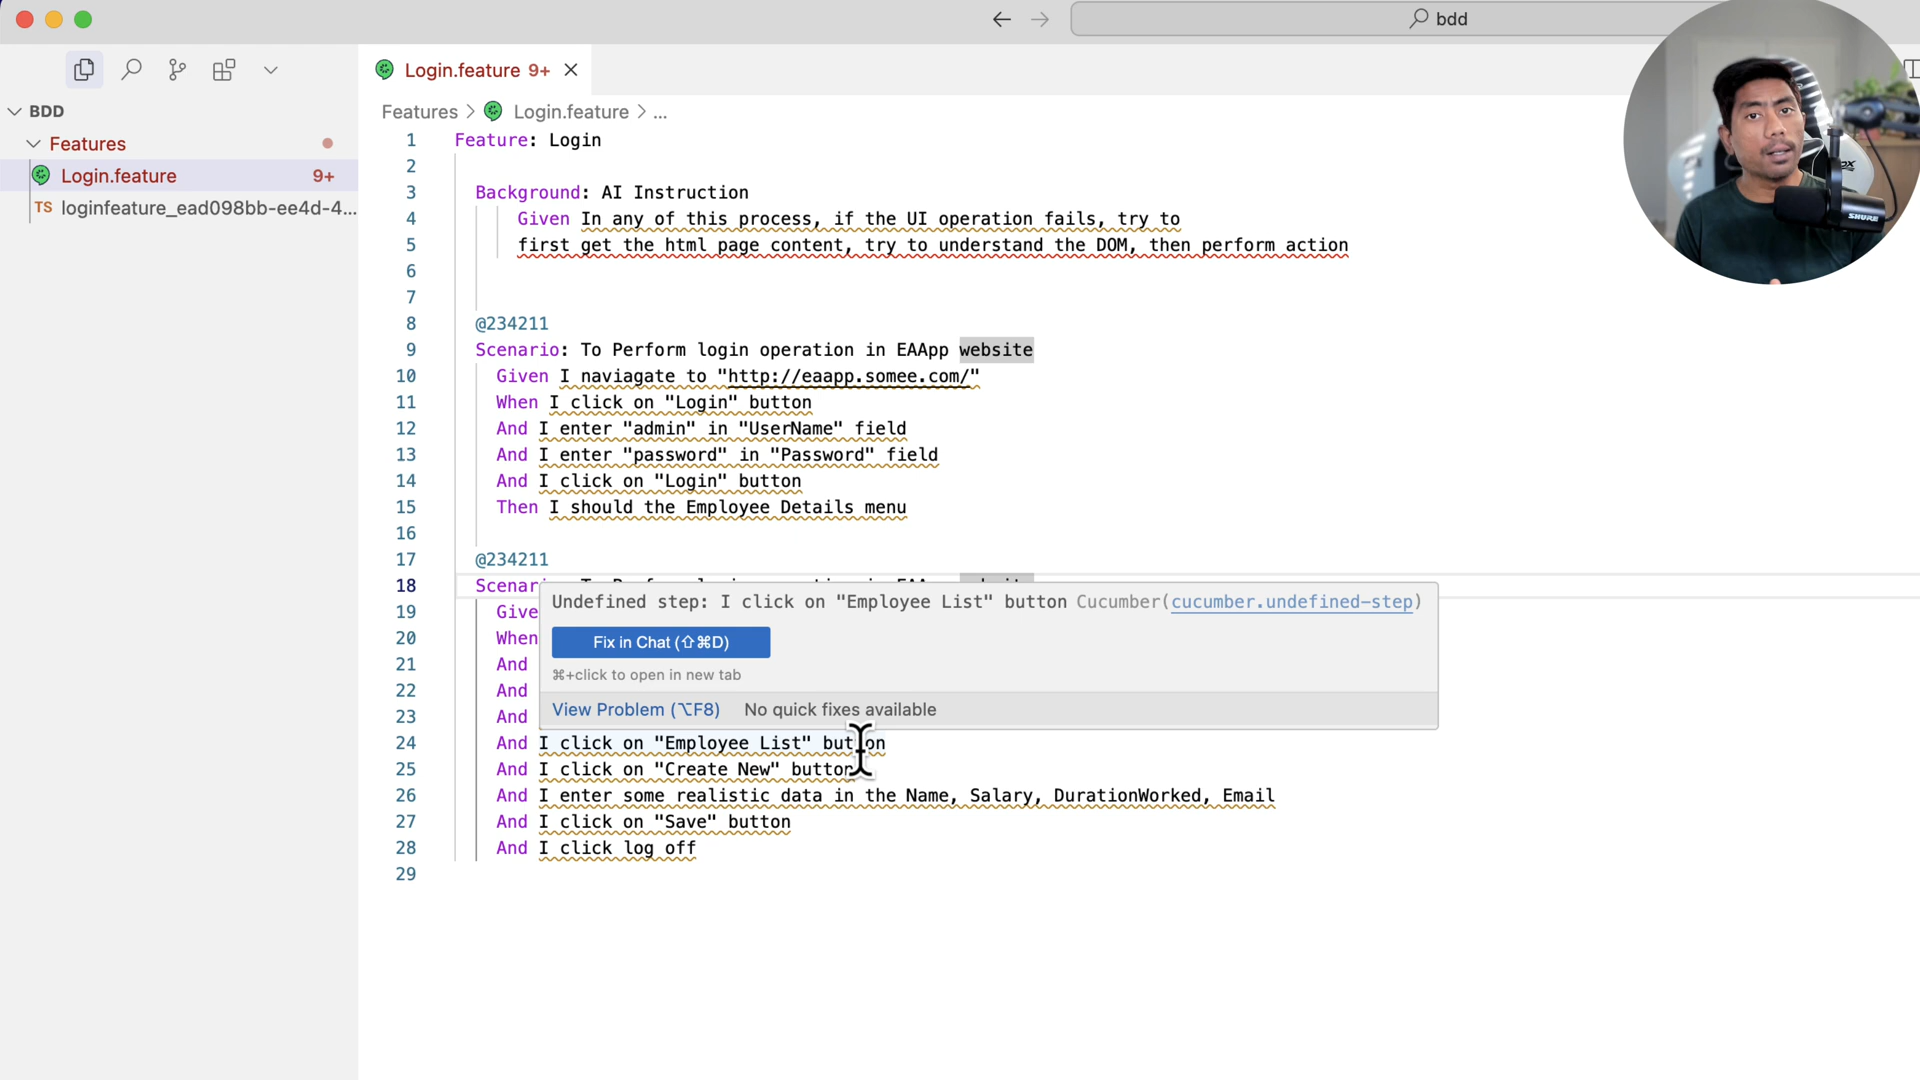 bdd
Login.feature 9+
BDD
Features
Login.feature 9+
TS loginfeature_ead098bb-ee4d-4...
Features > Login.feature > ...
1 Feature: Login
2
3 Background: AI Instruction
4 Given In any of this process, if the UI operation fails, try to
5 first get the html page content, try to understand the DOM, then perform action
6
7
8 @234211
9 Scenario: To Perform login operation in EAApp website
10 Given I naviagate to "http://eaapp.somee.com/"
11 When I click on "Login" button
12 And I enter "admin" in "UserName" field
13 And I enter "password" in "Password" field
14 And I click on "Login" button
15 Then I should the Employee Details menu
16
17 @234211
18 Scenar
Undefined step: I click on "Employee List" button Cucumber(cucumber.undefined-step)
19 Give
20 When
Fix in Chat (⇧⌘D)
21 And
⌘+click to open in new tab
22 And
23 And
View Problem (⌥F8) No quick fixes available
24 And I click on "Employee List" button
25 And I click on "Create New" button
26 And I enter some realistic data in the Name, Salary, DurationWorked, Email
27 And I click on "Save" button
28 And I click log off
29
SHURE